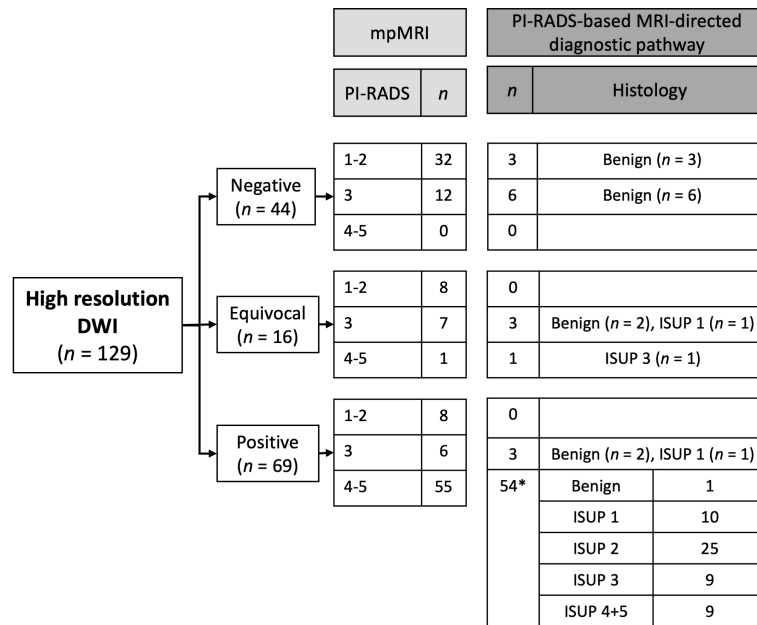 mpMRI
PI-RADS-based MRI-directed
diagnostic pathway
PI-RADS n
n Histology
High resolution
DWI
(n = 129)
Negative
(n = 44)
1-2 32 3 Benign (n = 3)
3 12 6 Benign (n = 6)
4-5 0 0
Equivocal
(n = 16)
1-2 8 0
3 7 3 Benign (n = 2), ISUP 1 (n = 1)
4-5 1 1 ISUP 3 (n = 1)
Positive
(n = 69)
1-2 8 0
3 6 3 Benign (n = 2), ISUP 1 (n = 1)
4-5 55 54* Benign 1
ISUP 1 10
ISUP 2 25
ISUP 3 9
ISUP 4+5 9